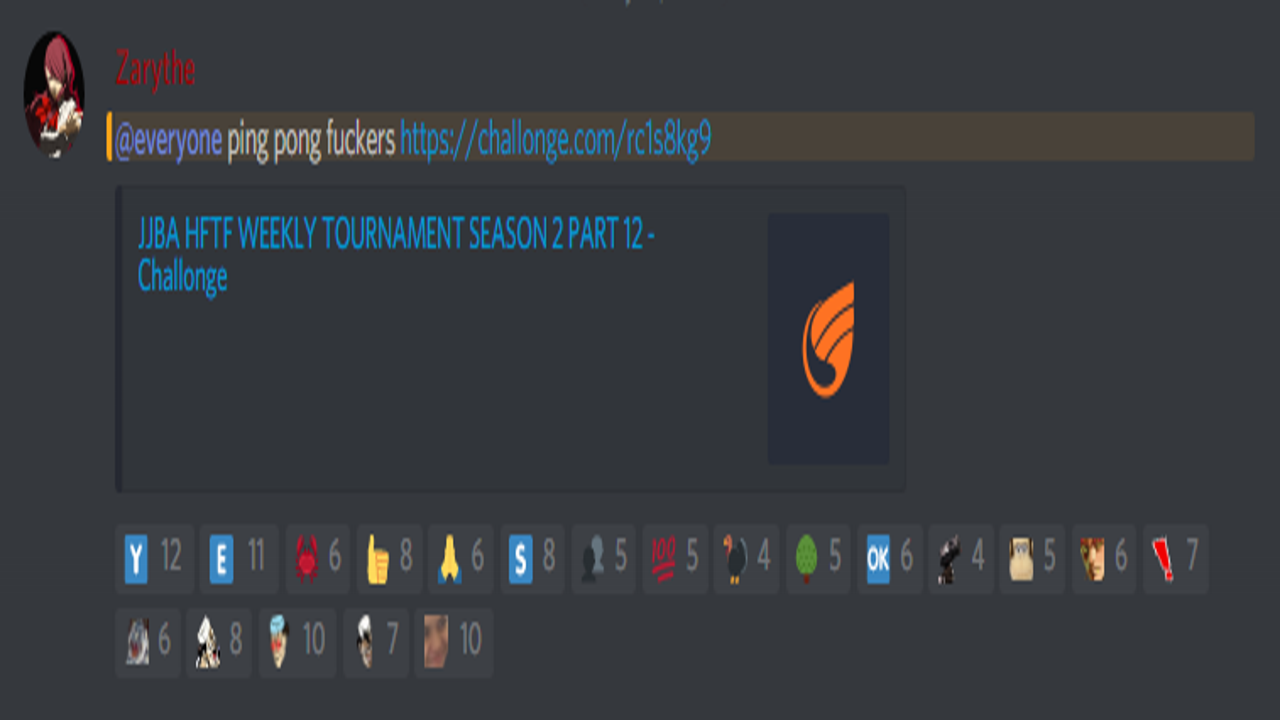 Zarythe
@everyone ping pong fuckers https://challonge.com/rc1s8kg9
JJBA HFTF WEEKLY TOURNAMENT SEASON 2 PART 12 -
Challonge
Y 12 E 11 6 8 6 S 8 5 100 5 4 5 OK 6 4 5 6 7
6 8 10 7 10